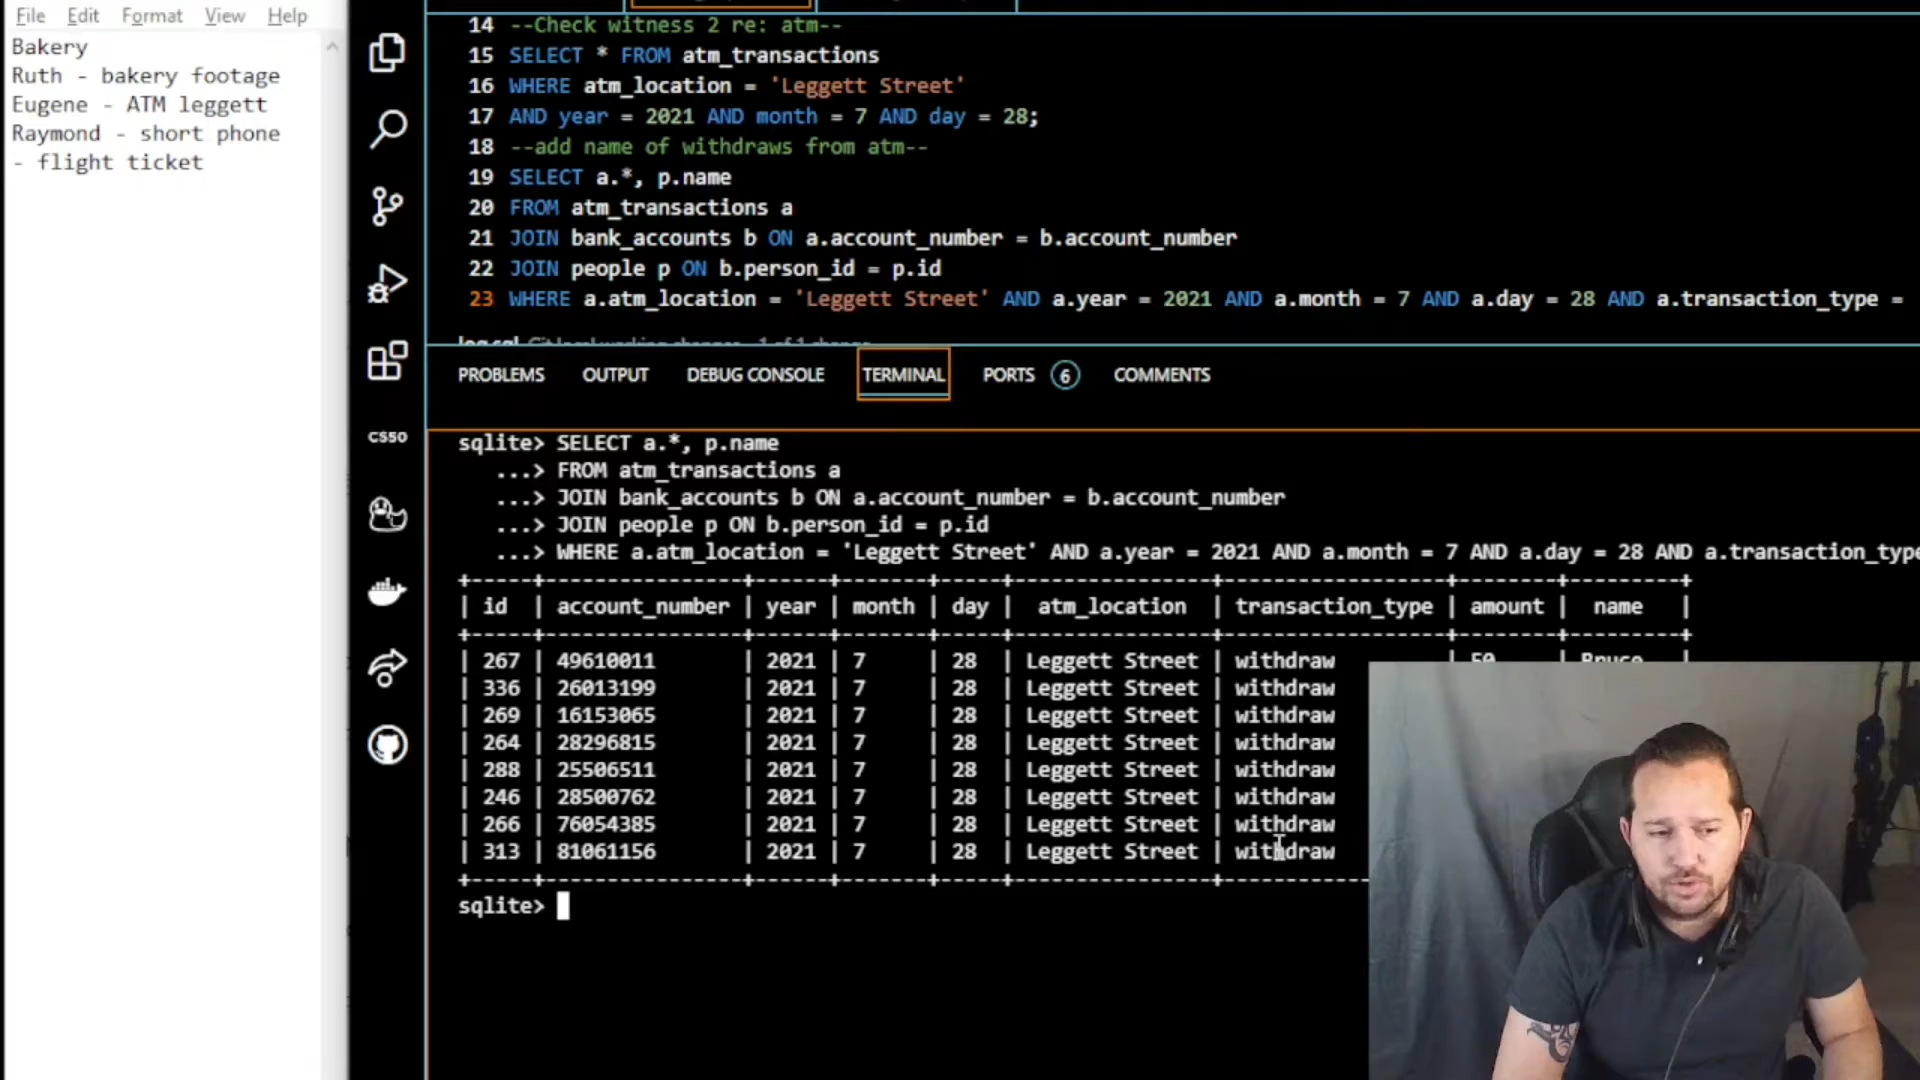 File Edit Format View Help
Bakery
Ruth - bakery footage
Eugene - ATM leggett
Raymond - short phone
- flight ticket
CS50
14 --Check witness 2 re: atm--
15 SELECT * FROM atm_transactions
16 WHERE atm_location = 'Leggett Street'
17 AND year = 2021 AND month = 7 AND day = 28;
18 --add name of withdraws from atm--
19 SELECT a.*, p.name
20 FROM atm_transactions a
21 JOIN bank_accounts b ON a.account_number = b.account_number
22 JOIN people p ON b.person_id = p.id
23 WHERE a.atm_location = 'Leggett Street' AND a.year = 2021 AND a.month = 7 AND a.day = 28 AND a.transaction_type =
PROBLEMS OUTPUT DEBUG CONSOLE TERMINAL PORTS 6 COMMENTS
sqlite> SELECT a.*, p.name
...> FROM atm_transactions a
...> JOIN bank_accounts b ON a.account_number = b.account_number
...> JOIN people p ON b.person_id = p.id
...> WHERE a.atm_location = 'Leggett Street' AND a.year = 2021 AND a.month = 7 AND a.day = 28 AND a.transaction_type
| id | account_number | year | month | day | atm_location | transaction_type | amount | name |
| 267 | 49610011 | 2021 | 7 | 28 | Leggett Street | withdraw | 50 | Bruce |
| 336 | 26013199 | 2021 | 7 | 28 | Leggett Street | withdraw
| 269 | 16153065 | 2021 | 7 | 28 | Leggett Street | withdraw
| 264 | 28296815 | 2021 | 7 | 28 | Leggett Street | withdraw
| 288 | 25506511 | 2021 | 7 | 28 | Leggett Street | withdraw
| 246 | 28500762 | 2021 | 7 | 28 | Leggett Street | withdraw
| 266 | 76054385 | 2021 | 7 | 28 | Leggett Street | withdraw
| 313 | 81061156 | 2021 | 7 | 28 | Leggett Street | withdraw
sqlite>